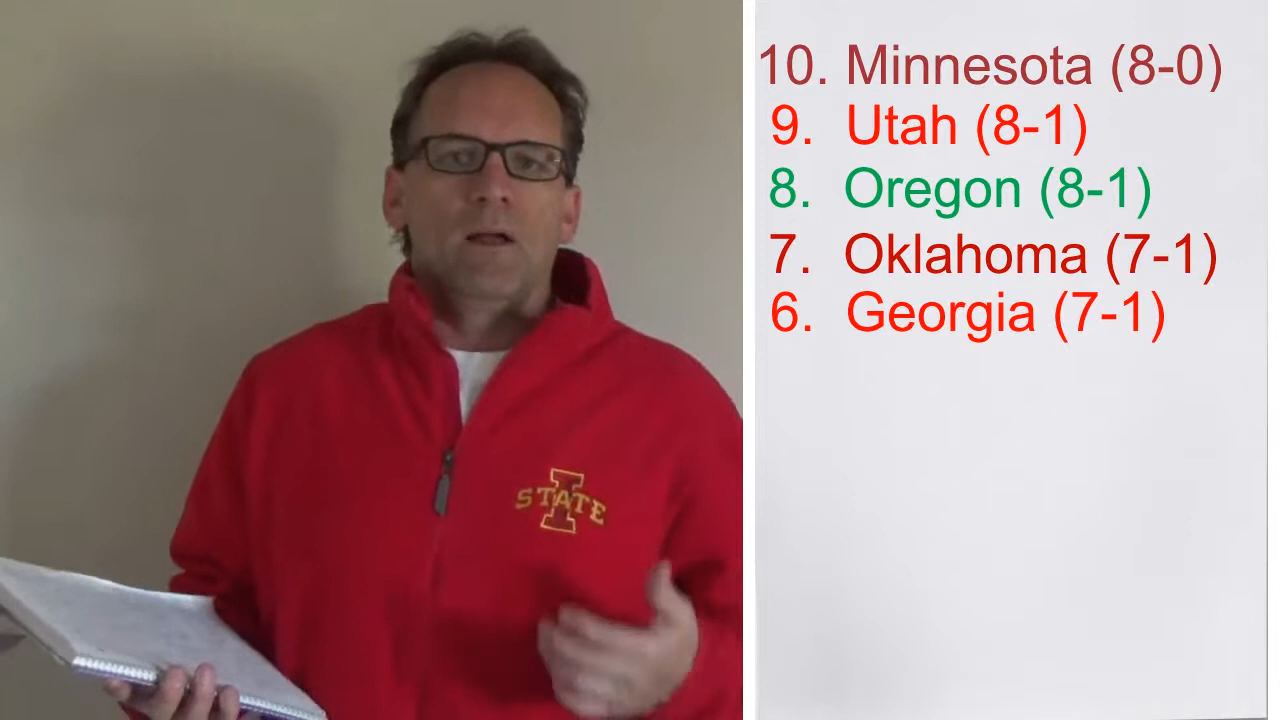 10. Minnesota (8-0)
9. Utah (8-1)
8. Oregon (8-1)
7. Oklahoma (7-1)
6. Georgia (7-1)
I STATE